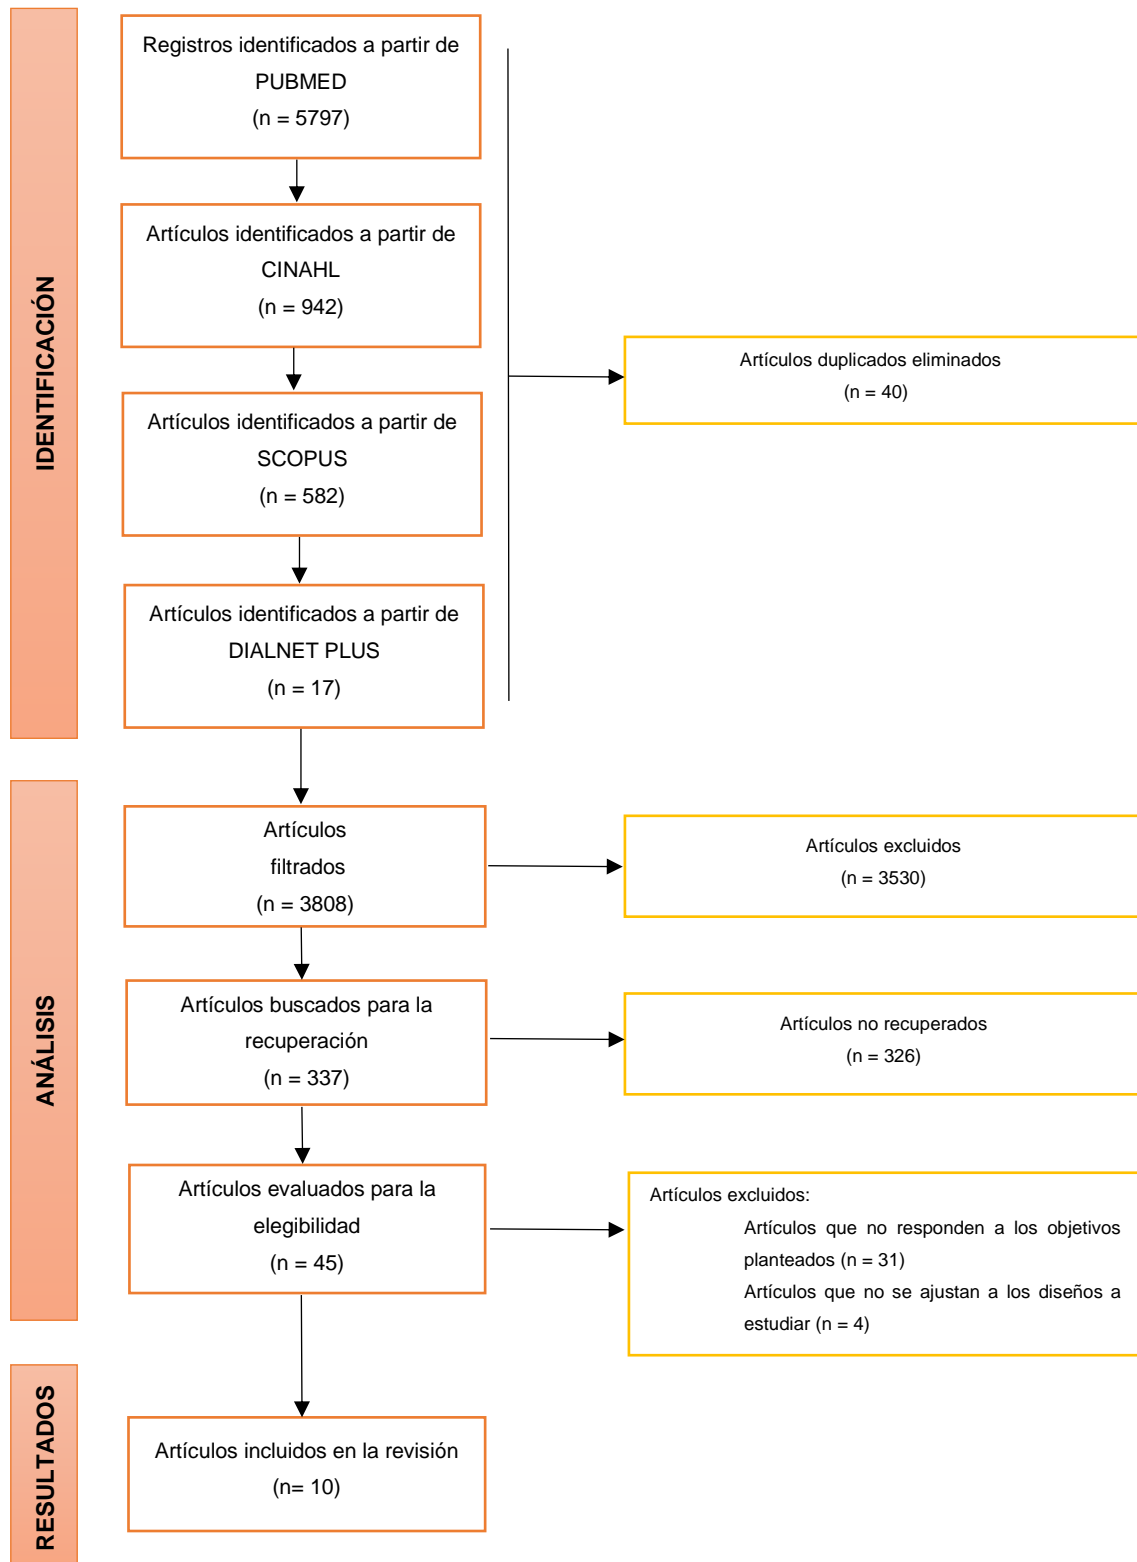 IDENTIFICACIÓN
Registros identificados a partir de
PUBMED
(n = 5797)
Artículos identificados a partir de
CINAHL
(n = 942)
Artículos identificados a partir de
SCOPUS
(n = 582)
Artículos identificados a partir de
DIALNET PLUS
(n = 17)
Artículos duplicados eliminados
(n = 40)
ANÁLISIS
Artículos
filtrados
(n = 3808)
Artículos excluidos
(n = 3530)
Artículos buscados para la
recuperación
(n = 337)
Artículos no recuperados
(n = 326)
Artículos evaluados para la
elegibilidad
(n = 45)
Artículos excluidos:
Artículos que no responden a los objetivos
planteados (n = 31)
Artículos que no se ajustan a los diseños a
estudiar (n = 4)
RESULTADOS
Artículos incluidos en la revisión
(n= 10)